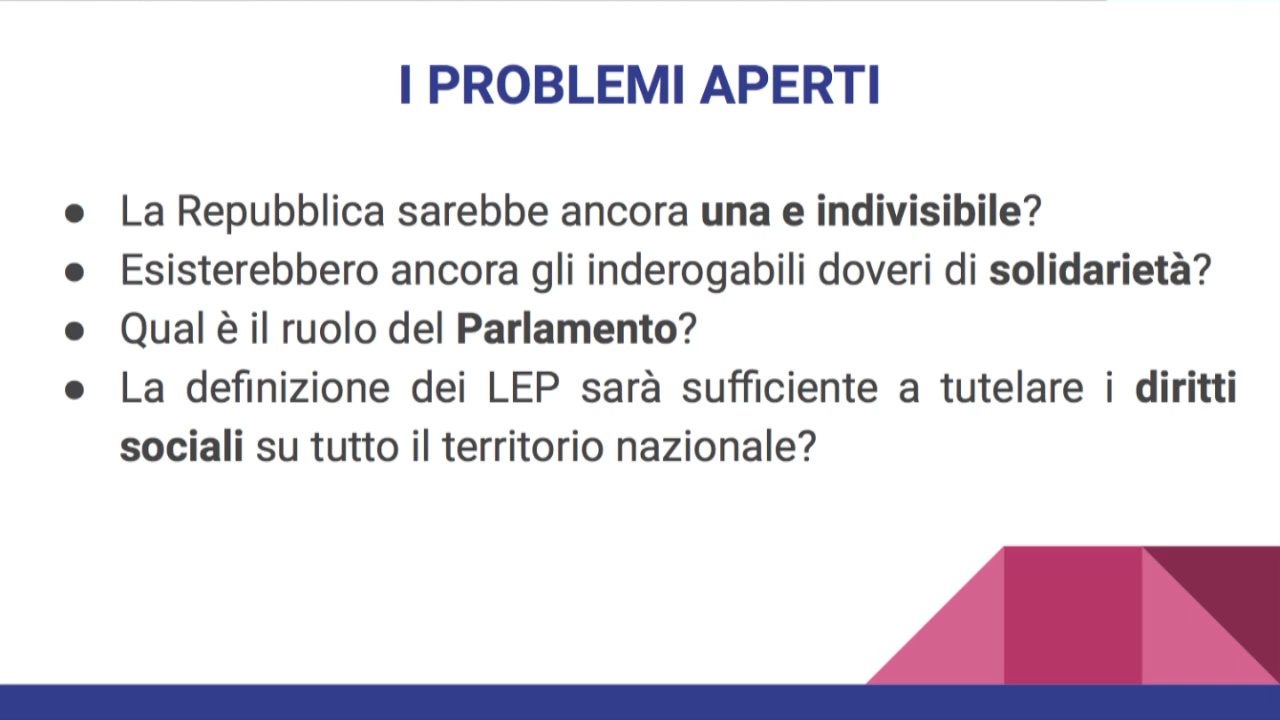 I PROBLEMI APERTI
● La Repubblica sarebbe ancora una e indivisibile?
● Esisterebbero ancora gli inderogabili doveri di solidarietà?
● Qual è il ruolo del Parlamento?
● La definizione dei LEP sarà sufficiente a tutelare i diritti
sociali su tutto il territorio nazionale?